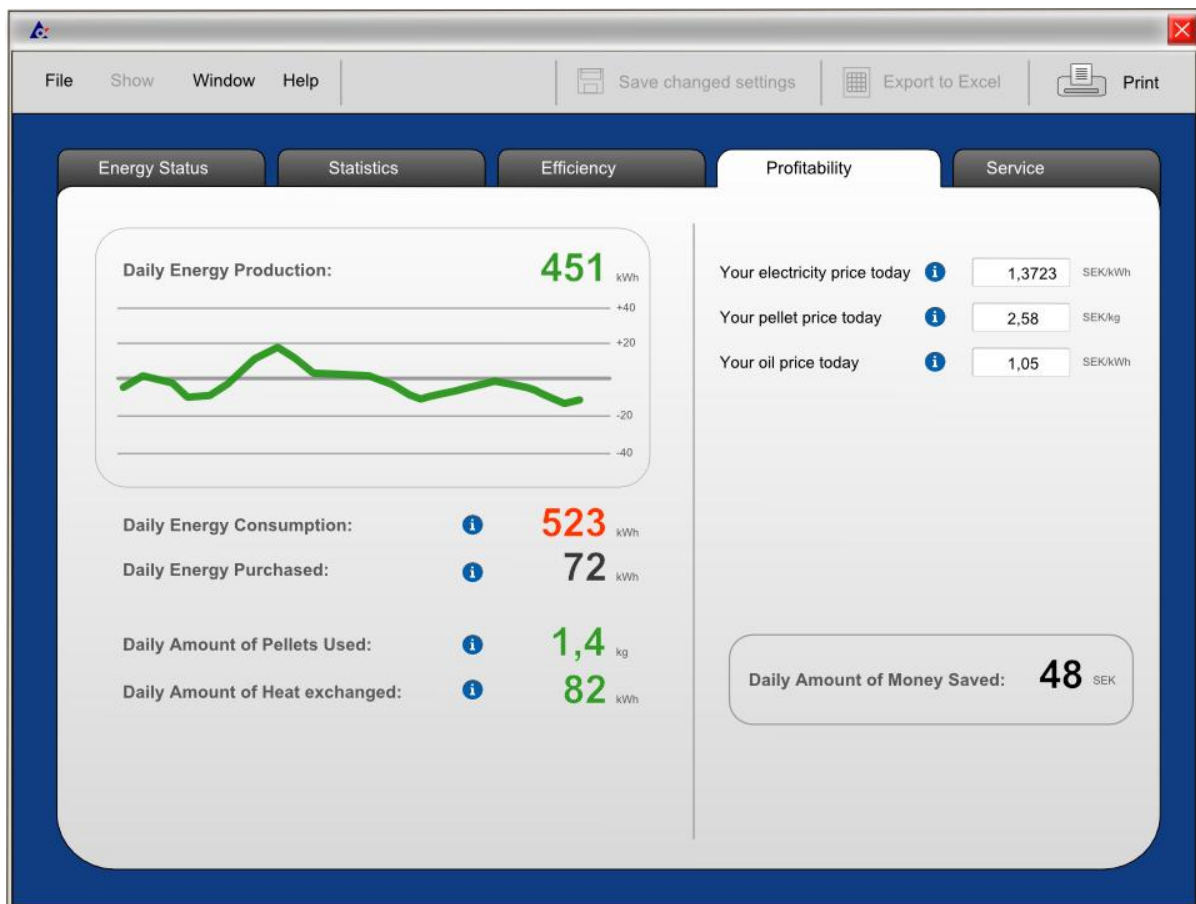 File Show Window Help Save changed settings Export to Excel Print
Energy Status Statistics Efficiency Profitability Service
Daily Energy Production: 451 kWh
+40
+20
-20
-40
Daily Energy Consumption: 523 kWh
Daily Energy Purchased: 72 kWh
Daily Amount of Pellets Used: 1,4 kg
Daily Amount of Heat exchanged: 82 kWh
Your electricity price today 1,3723 SEK/kWh
Your pellet price today 2,58 SEK/kg
Your oil price today 1,05 SEK/kWh
Daily Amount of Money Saved: 48 SEK